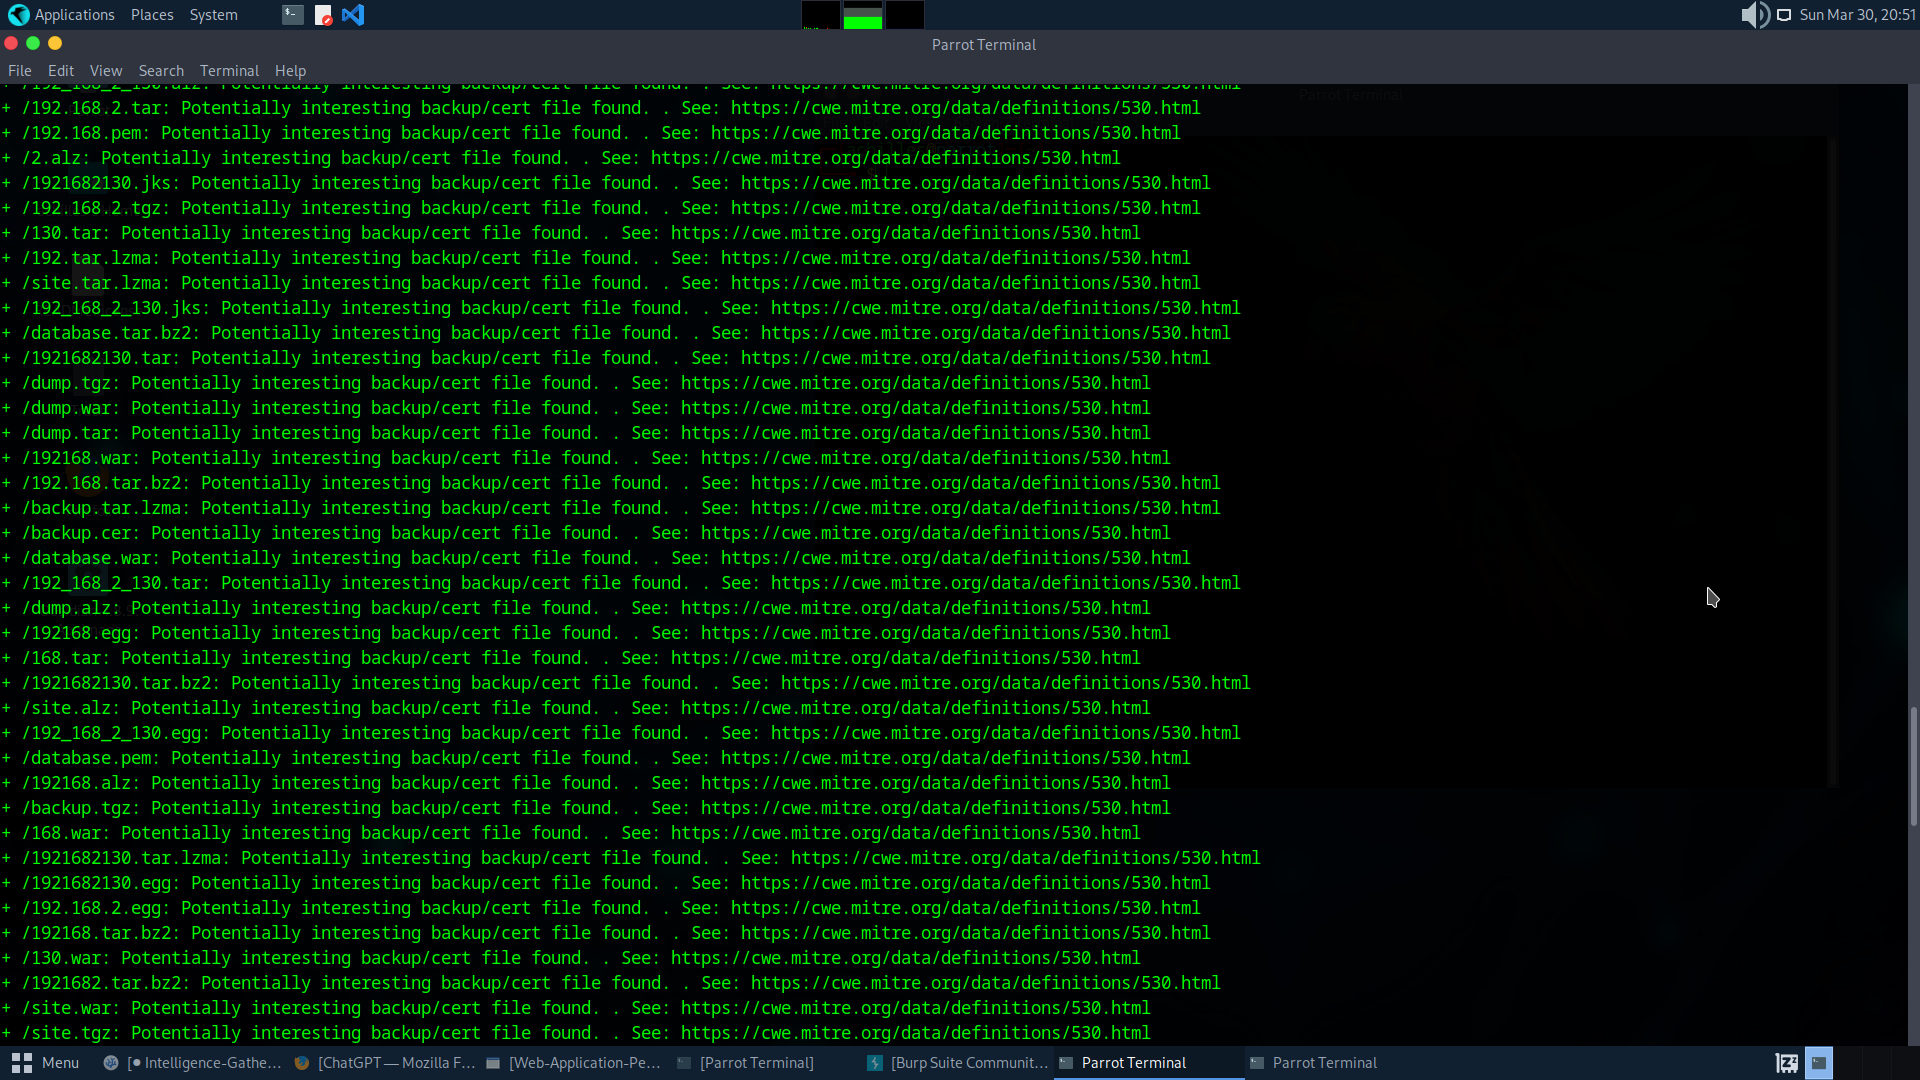 Applications Places System
Sun Mar 30, 20:51
Parrot Terminal
File Edit View Search Terminal Help
+ /192_168_2_130.alz: Potentially interesting backup/cert file found. . See: https://cwe.mitre.org/data/definitions/530.html
+ /192.168.2.tar: Potentially interesting backup/cert file found. . See: https://cwe.mitre.org/data/definitions/530.html
+ /192.168.pem: Potentially interesting backup/cert file found. . See: https://cwe.mitre.org/data/definitions/530.html
+ /2.alz: Potentially interesting backup/cert file found. . See: https://cwe.mitre.org/data/definitions/530.html
+ /1921682130.jks: Potentially interesting backup/cert file found. . See: https://cwe.mitre.org/data/definitions/530.html
+ /192.168.2.tgz: Potentially interesting backup/cert file found. . See: https://cwe.mitre.org/data/definitions/530.html
+ /130.tar: Potentially interesting backup/cert file found. . See: https://cwe.mitre.org/data/definitions/530.html
+ /192.tar.lzma: Potentially interesting backup/cert file found. . See: https://cwe.mitre.org/data/definitions/530.html
+ /site.tar.lzma: Potentially interesting backup/cert file found. . See: https://cwe.mitre.org/data/definitions/530.html
+ /192_168_2_130.jks: Potentially interesting backup/cert file found. . See: https://cwe.mitre.org/data/definitions/530.html
+ /database.tar.bz2: Potentially interesting backup/cert file found. . See: https://cwe.mitre.org/data/definitions/530.html
+ /1921682130.tar: Potentially interesting backup/cert file found. . See: https://cwe.mitre.org/data/definitions/530.html
+ /dump.tgz: Potentially interesting backup/cert file found. . See: https://cwe.mitre.org/data/definitions/530.html
+ /dump.war: Potentially interesting backup/cert file found. . See: https://cwe.mitre.org/data/definitions/530.html
+ /dump.tar: Potentially interesting backup/cert file found. . See: https://cwe.mitre.org/data/definitions/530.html
+ /192168.war: Potentially interesting backup/cert file found. . See: https://cwe.mitre.org/data/definitions/530.html
+ /192.168.tar.bz2: Potentially interesting backup/cert file found. . See: https://cwe.mitre.org/data/definitions/530.html
+ /backup.tar.lzma: Potentially interesting backup/cert file found. . See: https://cwe.mitre.org/data/definitions/530.html
+ /backup.cer: Potentially interesting backup/cert file found. . See: https://cwe.mitre.org/data/definitions/530.html
+ /database.war: Potentially interesting backup/cert file found. . See: https://cwe.mitre.org/data/definitions/530.html
+ /192_168_2_130.tar: Potentially interesting backup/cert file found. . See: https://cwe.mitre.org/data/definitions/530.html
+ /dump.alz: Potentially interesting backup/cert file found. . See: https://cwe.mitre.org/data/definitions/530.html
+ /192168.egg: Potentially interesting backup/cert file found. . See: https://cwe.mitre.org/data/definitions/530.html
+ /168.tar: Potentially interesting backup/cert file found. . See: https://cwe.mitre.org/data/definitions/530.html
+ /1921682130.tar.bz2: Potentially interesting backup/cert file found. . See: https://cwe.mitre.org/data/definitions/530.html
+ /site.alz: Potentially interesting backup/cert file found. . See: https://cwe.mitre.org/data/definitions/530.html
+ /192_168_2_130.egg: Potentially interesting backup/cert file found. . See: https://cwe.mitre.org/data/definitions/530.html
+ /database.pem: Potentially interesting backup/cert file found. . See: https://cwe.mitre.org/data/definitions/530.html
+ /192168.alz: Potentially interesting backup/cert file found. . See: https://cwe.mitre.org/data/definitions/530.html
+ /backup.tgz: Potentially interesting backup/cert file found. . See: https://cwe.mitre.org/data/definitions/530.html
+ /168.war: Potentially interesting backup/cert file found. . See: https://cwe.mitre.org/data/definitions/530.html
+ /1921682130.tar.lzma: Potentially interesting backup/cert file found. . See: https://cwe.mitre.org/data/definitions/530.html
+ /1921682130.egg: Potentially interesting backup/cert file found. . See: https://cwe.mitre.org/data/definitions/530.html
+ /192.168.2.egg: Potentially interesting backup/cert file found. . See: https://cwe.mitre.org/data/definitions/530.html
+ /192168.tar.bz2: Potentially interesting backup/cert file found. . See: https://cwe.mitre.org/data/definitions/530.html
+ /130.war: Potentially interesting backup/cert file found. . See: https://cwe.mitre.org/data/definitions/530.html
+ /1921682.tar.bz2: Potentially interesting backup/cert file found. . See: https://cwe.mitre.org/data/definitions/530.html
+ /site.war: Potentially interesting backup/cert file found. . See: https://cwe.mitre.org/data/definitions/530.html
+ /site.tgz: Potentially interesting backup/cert file found. . See: https://cwe.mitre.org/data/definitions/530.html
Menu [• Intelligence-Gathe... [ChatGPT — Mozilla F... [Web-Application-Pe... [Parrot Terminal] [Burp Suite Communit... Parrot Terminal Parrot Terminal